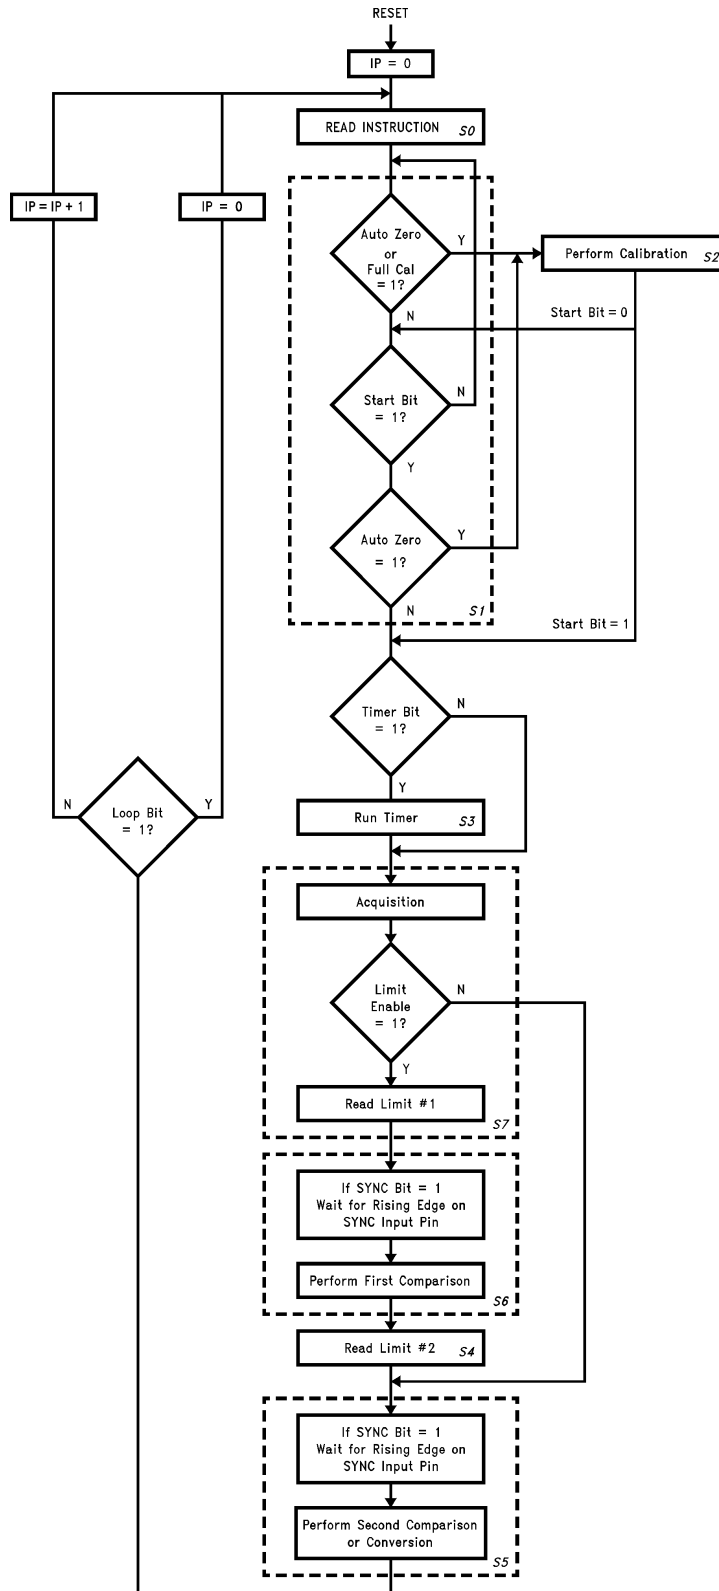 RESET
IP = 0
READ INSTRUCTION S0
IP = IP + 1
IP = 0
Auto Zero
or
Full Cal
= 1?
Y
N
Perform Calibration S2
Start Bit = 0
Start Bit
= 1?
N
Y
Auto Zero
= 1?
Y
N
S1
Start Bit = 1
Timer Bit
= 1?
N
Y
Run Timer S3
Loop Bit
= 1?
N
Y
Acquisition
Limit
Enable
= 1?
N
Y
Read Limit #1
S7
If SYNC Bit = 1
Wait for Rising Edge on
SYNC Input Pin
Perform First Comparison
S6
Read Limit #2 S4
If SYNC Bit = 1
Wait for Rising Edge on
SYNC Input Pin
Perform Second Comparison
or Conversion
S5